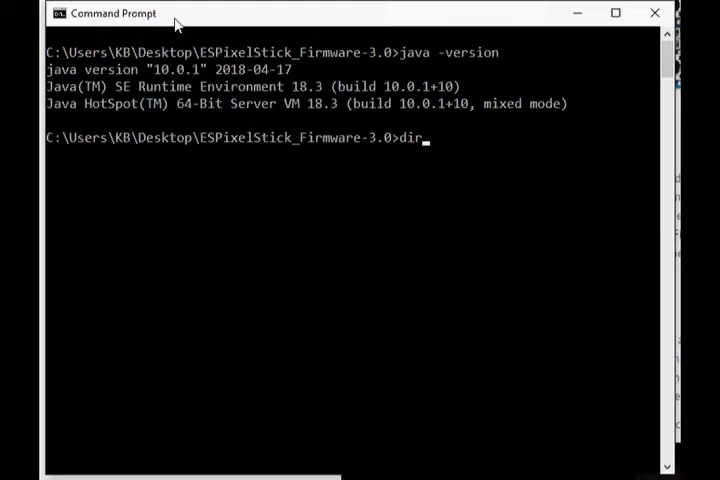 Command Prompt
C:\Users\KB\Desktop\ESPixelStick_Firmware-3.0>java -version
java version "10.0.1" 2018-04-17
Java(TM) SE Runtime Environment 18.3 (build 10.0.1+10)
Java HotSpot(TM) 64-Bit Server VM 18.3 (build 10.0.1+10, mixed mode)
C:\Users\KB\Desktop\ESPixelStick_Firmware-3.0>dir